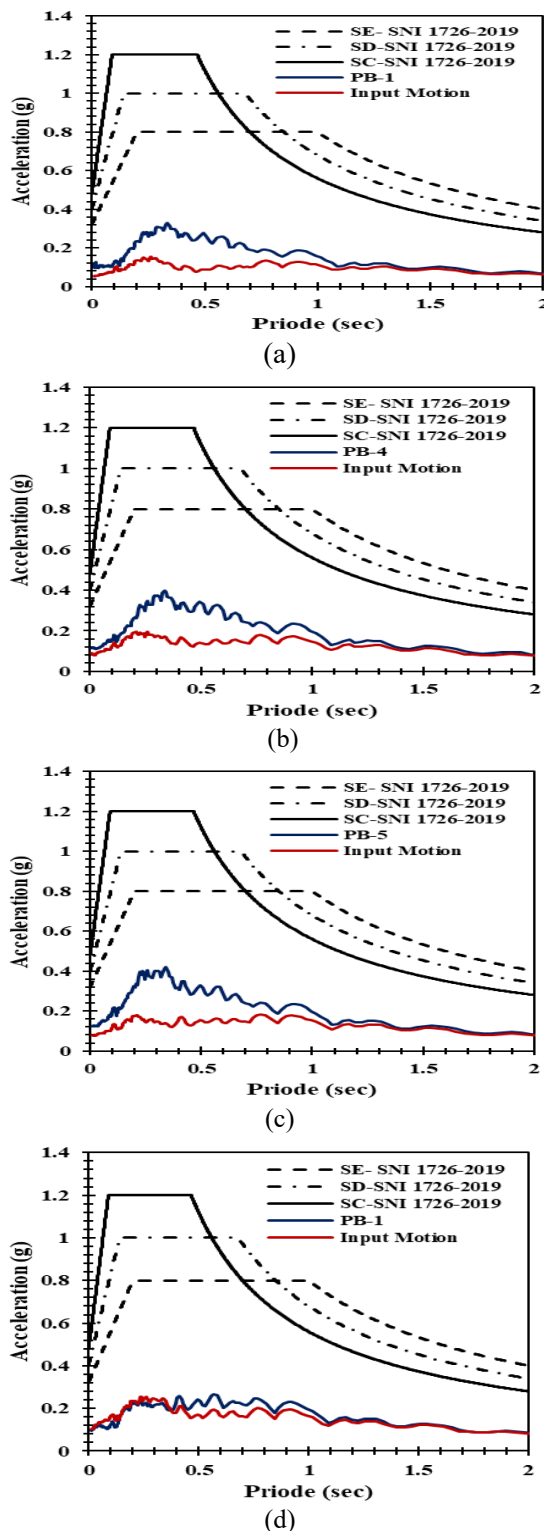 1.4
1.2
1
0.8
0.6
0.4
0.2
0
Acceleration (g)
SE- SNI 1726-2019
SD-SNI 1726-2019
SC-SNI 1726-2019
PB-1
Input Motion
0 0.5 1 1.5 2
Priode (sec)
(a)
1.4
1.2
1
0.8
0.6
0.4
0.2
0
Acceleration (g)
SE- SNI 1726-2019
SD-SNI 1726-2019
SC-SNI 1726-2019
PB-4
Input Motion
0 0.5 1 1.5 2
Priode (sec)
(b)
1.4
1.2
1
0.8
0.6
0.4
0.2
0
Acceleration (g)
SE- SNI 1726-2019
SD-SNI 1726-2019
SC-SNI 1726-2019
PB-5
Input Motion
0 0.5 1 1.5 2
Priode (sec)
(c)
1.4
1.2
1
0.8
0.6
0.4
0.2
0
Acceleration (g)
SE- SNI 1726-2019
SD-SNI 1726-2019
SC-SNI 1726-2019
PB-1
Input Motion
0 0.5 1 1.5 2
Priode (sec)
(d)